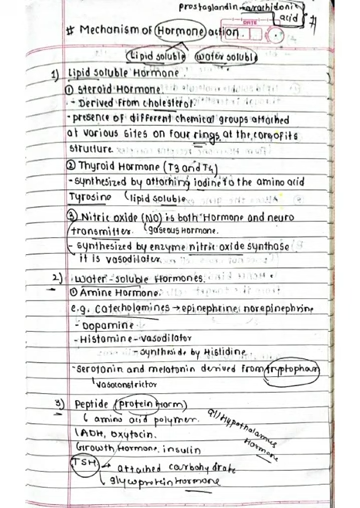 prostaglandin - arachidonic acid
# Mechanism of Hormone action
Lipid soluble water soluble
1) Lipid soluble Hormone
① Steroid Hormone
- Derived from cholesterol.
- presence of different chemical groups attached
at various sites on four rings at the core of its
structure
② Thyroid Hormone (T3 and T4)
- synthesized by attaching iodine to the amino acid
Tyrosine (lipid soluble
③ Nitric oxide (NO) is both Hormone and neuro
transmitter. gaseous Hormone.
- synthesized by enzyme nitric oxide synthase
it is vasodilator.
2) Water-soluble Hormones.
① Amine Hormone.
e.g. Catecholamines → epinephrine, norepinephrine
- Dopamine
- Histamine - vasodilator
- synthside by Histidine.
- Serotonin and melatonin derived from tryptophan
vasoconstrictor
3) Peptide (protein Horm)
amino acid polymer.
ADH, oxytocin.
all Hypothalamus Hormone
Growth Hormone, insulin
TSH → attached carbohydrate
glycoprotein Hormone